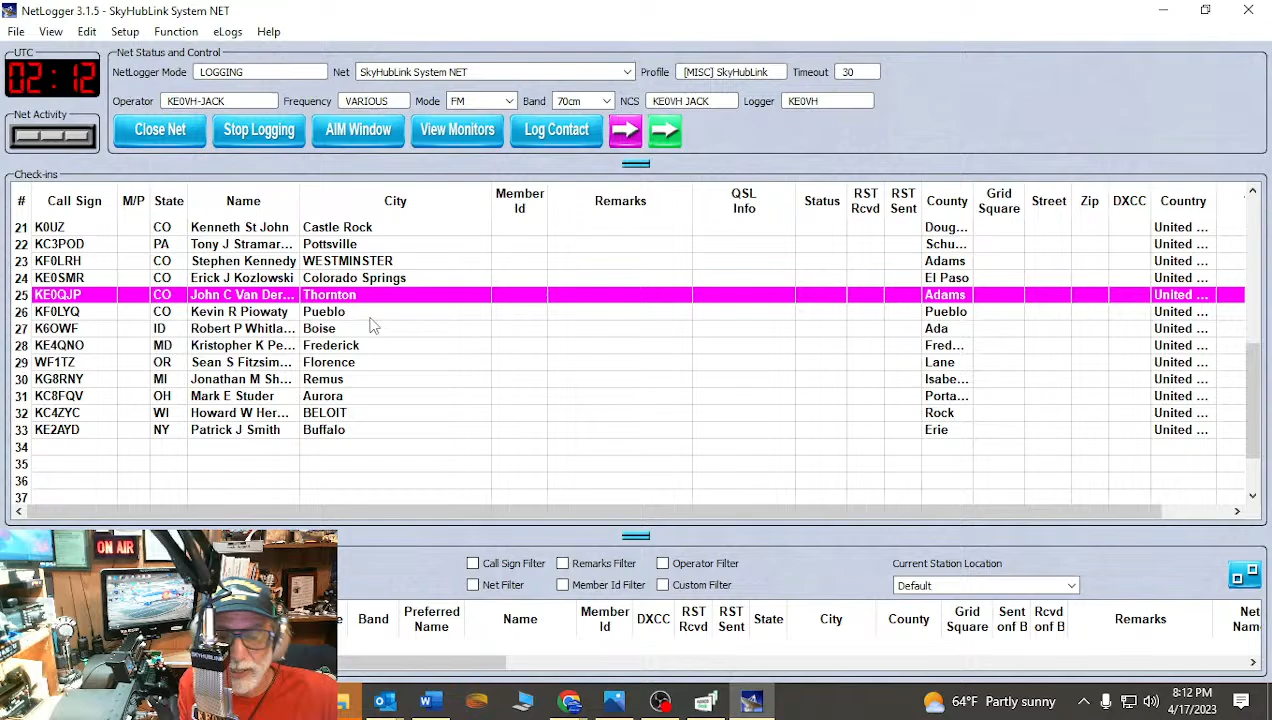 NetLogger 3.1.5 - SkyHubLink System NET
File View Edit Setup Function eLogs Help
UTC
02:12
Net Activity
Net Status and Control
NetLogger Mode LOGGING Net SkyHubLink System NET Profile [MISC] SkyHubLink Timeout 30
Operator KE0VH-JACK Frequency VARIOUS Mode FM Band 70cm NCS KE0VH JACK Logger KE0VH
Close Net Stop Logging AIM Window View Monitors Log Contact
Check-ins
# Call Sign M/P State Name City Member Id Remarks QSL Info Status RST Rcvd RST Sent County Grid Square Street Zip DXCC Country
21 K0UZ CO Kenneth St John Castle Rock Doug... United ...
22 KC3POD PA Tony J Stramar... Pottsville Schu... United ...
23 KF0LRH CO Stephen Kennedy WESTMINSTER Adams United ...
24 KE0SMR CO Erick J Kozlowski Colorado Springs El Paso United ...
25 KE0QJP CO John C Van Der... Thornton Adams United ...
26 KF0LYQ CO Kevin R Piowaty Pueblo Pueblo United ...
27 K6OWF ID Robert P Whitla... Boise Ada United ...
28 KE4QNO MD Kristopher K Pe... Frederick Fred... United ...
29 WF1TZ OR Sean S Fitzsim... Florence Lane United ...
30 KG8RNY MI Jonathan M Sh... Remus Isabe... United ...
31 KC8FQV OH Mark E Studer Aurora Porta... United ...
32 KC4ZYC WI Howard W Her... BELOIT Rock United ...
33 KE2AYD NY Patrick J Smith Buffalo Erie United ...
34
35
36
37
ON AIR
SKYHUBLINK
Call Sign Filter Remarks Filter Operator Filter
Net Filter Member Id Filter Custom Filter
Current Station Location
Default
Band Preferred Name Name Member Id DXCC RST Rcvd RST Sent State City County Grid Square Sent onf B Rcvd onf B Remarks Net Name
64°F Partly sunny
8:12 PM
4/17/2023